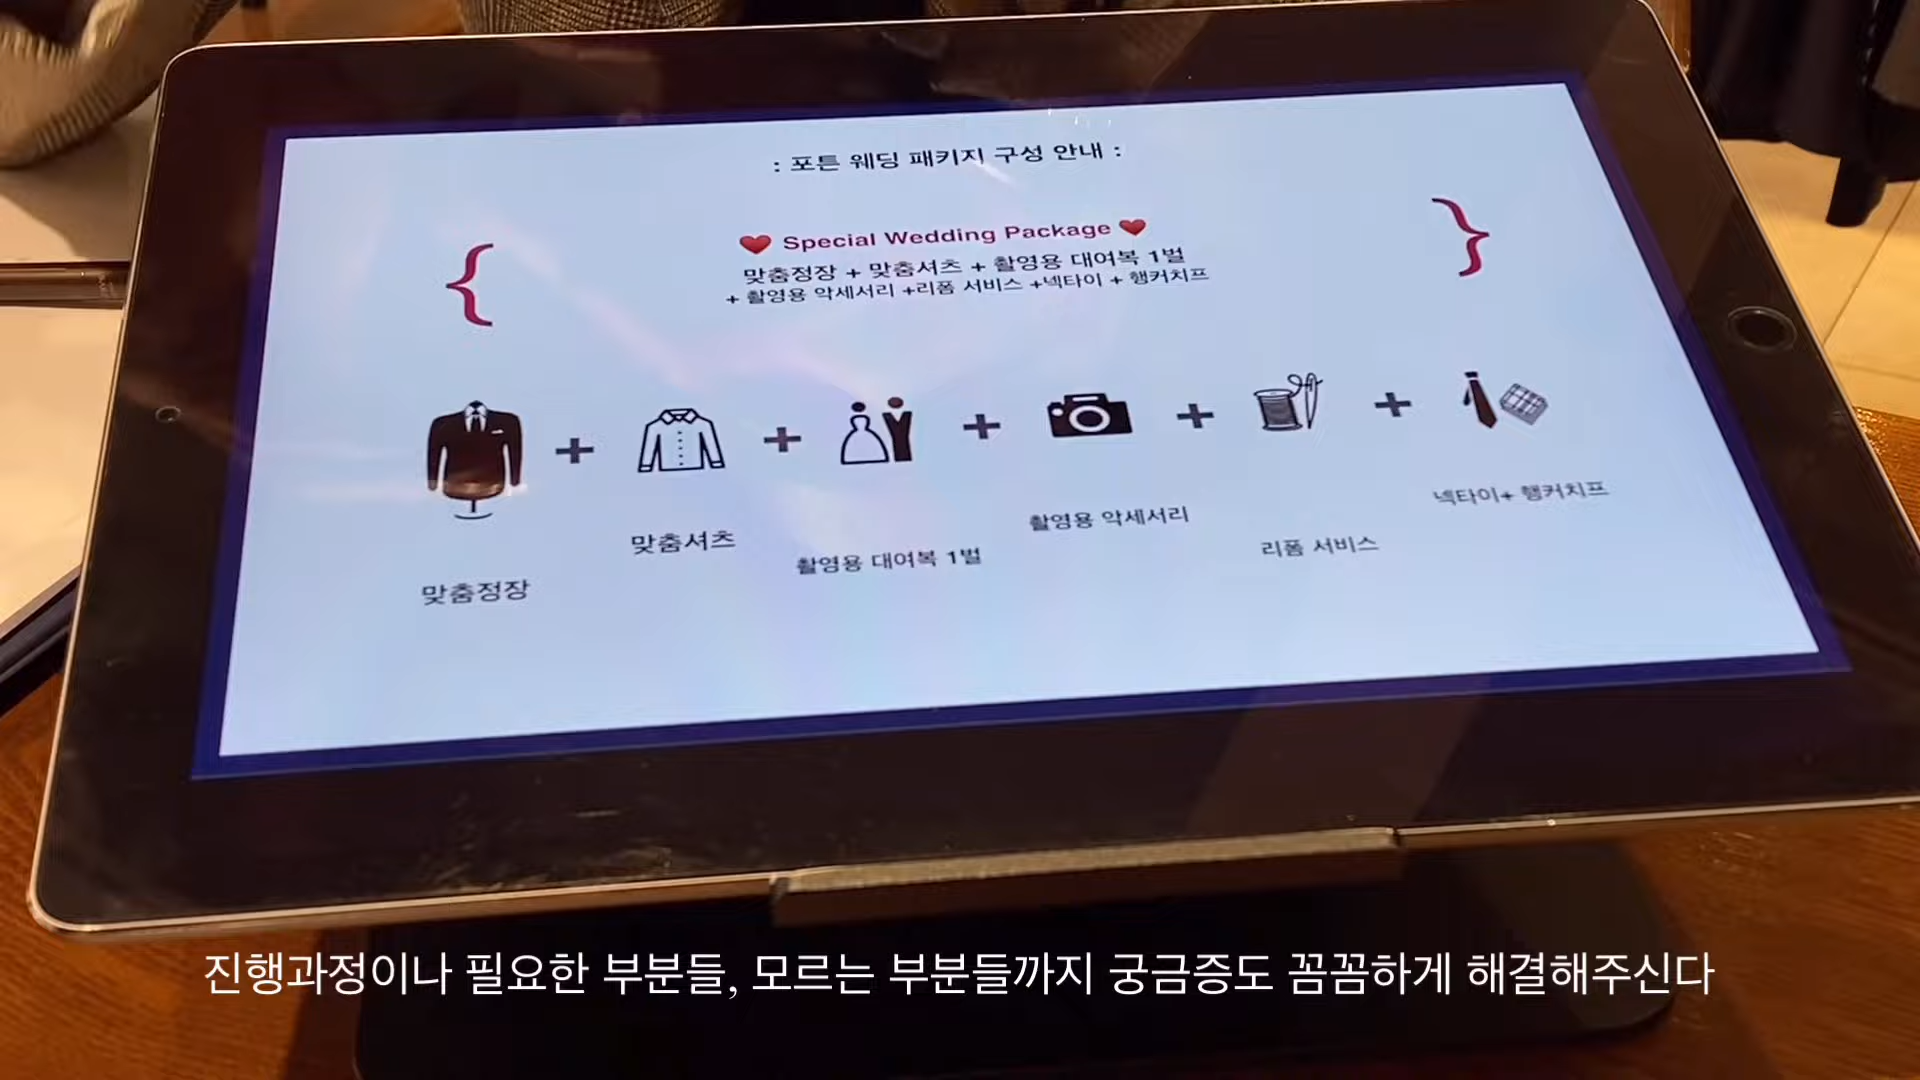 : 포튼 웨딩 패키지 구성 안내 :
❤️ Special Wedding Package ❤️
{ }
맞춤정장 + 맞춤셔츠 + 촬영용 대여복 1벌
+ 촬영용 악세서리 +리폼 서비스 +넥타이 + 행커치프
+ + + + +
맞춤정장
맞춤셔츠
촬영용 대여복 1벌
촬영용 악세서리
리폼 서비스
넥타이+ 행커치프
진행과정이나 필요한 부분들, 모르는 부분들까지 궁금증도 꼼꼼하게 해결해주신다